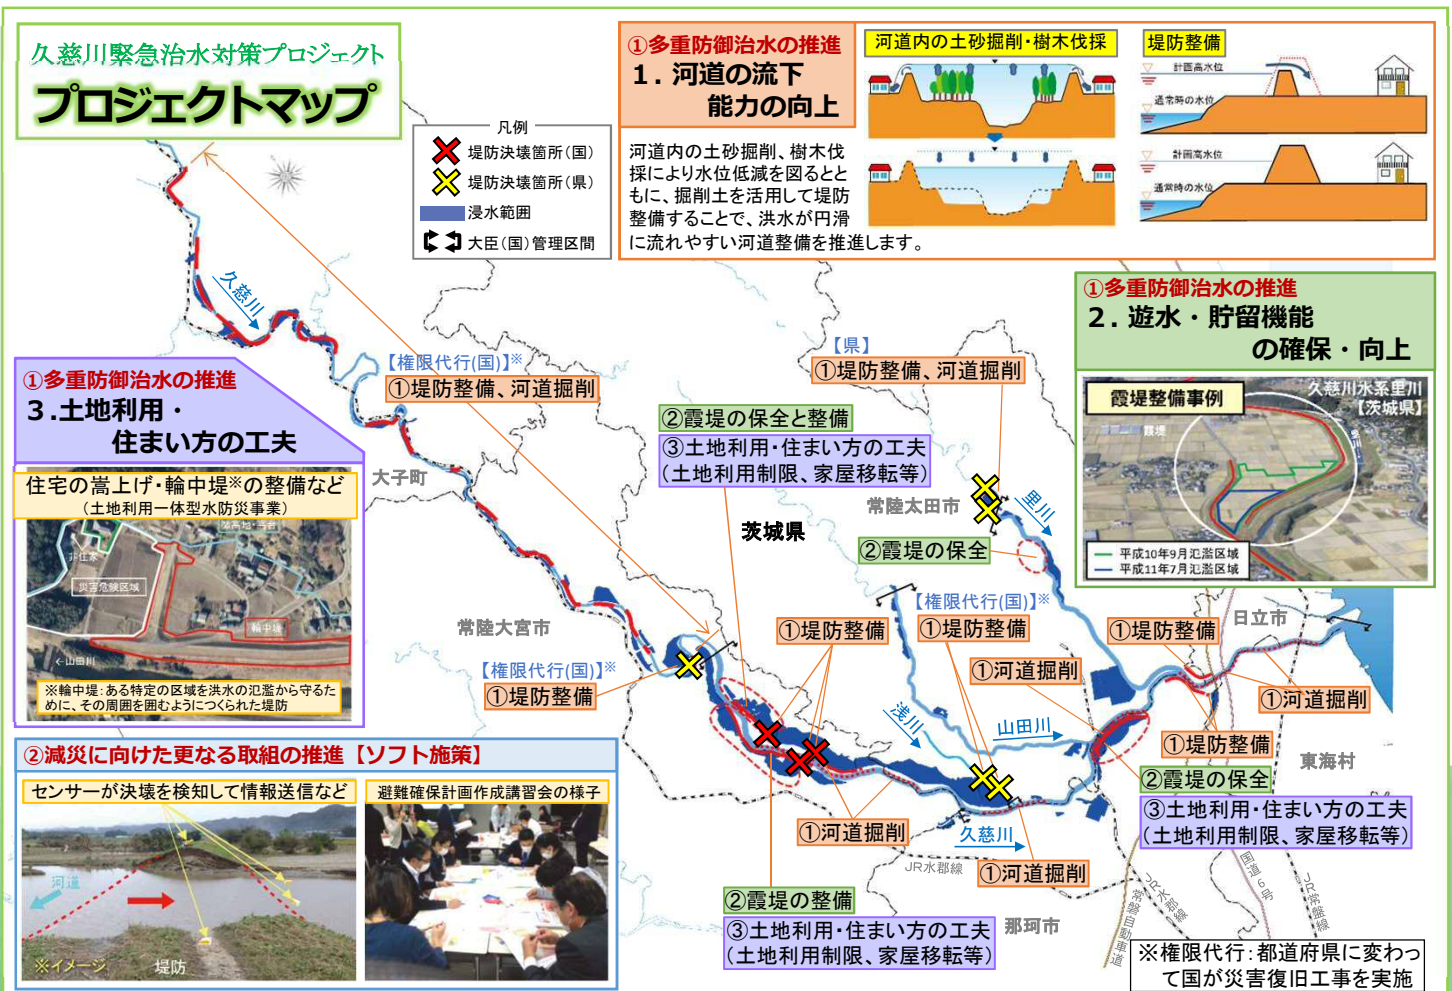 久慈川緊急治水対策プロジェクト
プロジェクトマップ
凡例
堤防決壊箇所(国)
堤防決壊箇所(県)
浸水範囲
大臣(国)管理区間
①多重防御治水の推進
1. 河道の流下
能力の向上
河道内の土砂掘削・樹木伐採
堤防整備
計画高水位
通常時の水位
計画高水位
通常時の水位
河道内の土砂掘削、樹木伐
採により水位低減を図るとと
もに、掘削土を活用して堤防
整備することで、洪水が円滑
に流れやすい河道整備を推進します。
①多重防御治水の推進
2. 遊水・貯留機能
の確保・向上
霞堤整備事例
久慈川水系里川
【茨城県】
霞堤
里川
平成10年9月氾濫区域
平成11年7月氾濫区域
①多重防御治水の推進
3.土地利用・
住まい方の工夫
住宅の嵩上げ・輪中堤※の整備など
(土地利用一体型水防災事業)
非住家
災害危険区域
輪中堤
←山田川
※輪中堤:ある特定の区域を洪水の氾濫から守るた
めに、その周囲を囲むようにつくられた堤防
②減災に向けた更なる取組の推進【ソフト施策】
センサーが決壊を検知して情報送信など
河道
※イメージ
堤防
避難確保計画作成講習会の様子
久慈川
【権限代行(国)】※
①堤防整備、河道掘削
大子町
【県】
①堤防整備、河道掘削
②霞堤の保全と整備
③土地利用・住まい方の工夫
(土地利用制限、家屋移転等)
茨城県
常陸太田市
里川
②霞堤の保全
常陸大宮市
【権限代行(国)】※
①堤防整備
①堤防整備
【権限代行(国)】※
①堤防整備
①河道掘削
①堤防整備
日立市
①河道掘削
浅川
山田川
①堤防整備
東海村
②霞堤の保全
③土地利用・住まい方の工夫
(土地利用制限、家屋移転等)
①河道掘削
久慈川
JR水郡線
①河道掘削
②霞堤の整備
③土地利用・住まい方の工夫
(土地利用制限、家屋移転等)
那珂市
常磐自動車道
JR水郡線
国道6号
JR常磐線
※権限代行:都道府県に変わっ
て国が災害復旧工事を実施